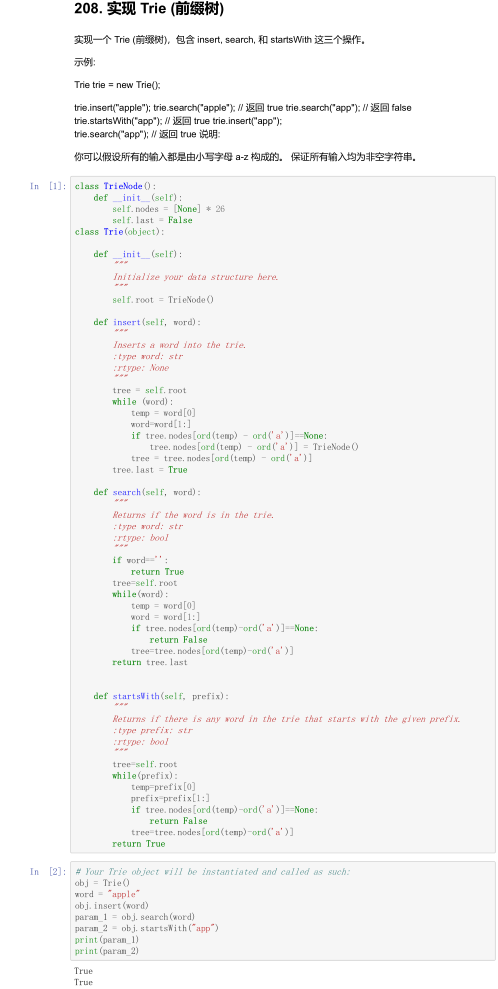 208. 实现 Trie (前缀树)
实现一个 Trie (前缀树)，包含 insert, search, 和 startsWith 这三个操作。
示例:
Trie trie = new Trie();
trie.insert("apple"); trie.search("apple"); // 返回 true trie.search("app"); // 返回 false
trie.startsWith("app"); // 返回 true trie.insert("app");
trie.search("app"); // 返回 true 说明:
你可以假设所有的输入都是由小写字母 a-z 构成的。 保证所有输入均为非空字符串。
In [1]:
class TrieNode():
    def __init__(self):
        self.nodes = [None] * 26
        self.last = False
class Trie(object):
    def __init__(self):
        """
        Initialize your data structure here.
        """
        self.root = TrieNode()
    def insert(self, word):
        """
        Inserts a word into the trie.
        :type word: str
        :rtype: None
        """
        tree = self.root
        while (word):
            temp = word[0]
            word=word[1:]
            if tree.nodes[ord(temp) - ord('a')]==None:
                tree.nodes[ord(temp) - ord('a')] = TrieNode()
            tree = tree.nodes[ord(temp) - ord('a')]
        tree.last = True
    def search(self, word):
        """
        Returns if the word is in the trie.
        :type word: str
        :rtype: bool
        """
        if word=='':
            return True
        tree=self.root
        while(word):
            temp = word[0]
            word = word[1:]
            if tree.nodes[ord(temp)-ord('a')]==None:
                return False
            tree=tree.nodes[ord(temp)-ord('a')]
        return tree.last
    def startsWith(self, prefix):
        """
        Returns if there is any word in the trie that starts with the given prefix.
        :type prefix: str
        :rtype: bool
        """
        tree=self.root
        while(prefix):
            temp=prefix[0]
            prefix=prefix[1:]
            if tree.nodes[ord(temp)-ord('a')]==None:
                return False
            tree=tree.nodes[ord(temp)-ord('a')]
        return True
In [2]:
# Your Trie object will be instantiated and called as such:
obj = Trie()
word = "apple"
obj.insert(word)
param_1 = obj.search(word)
param_2 = obj.startsWith("app")
print(param_1)
print(param_2)
True
True